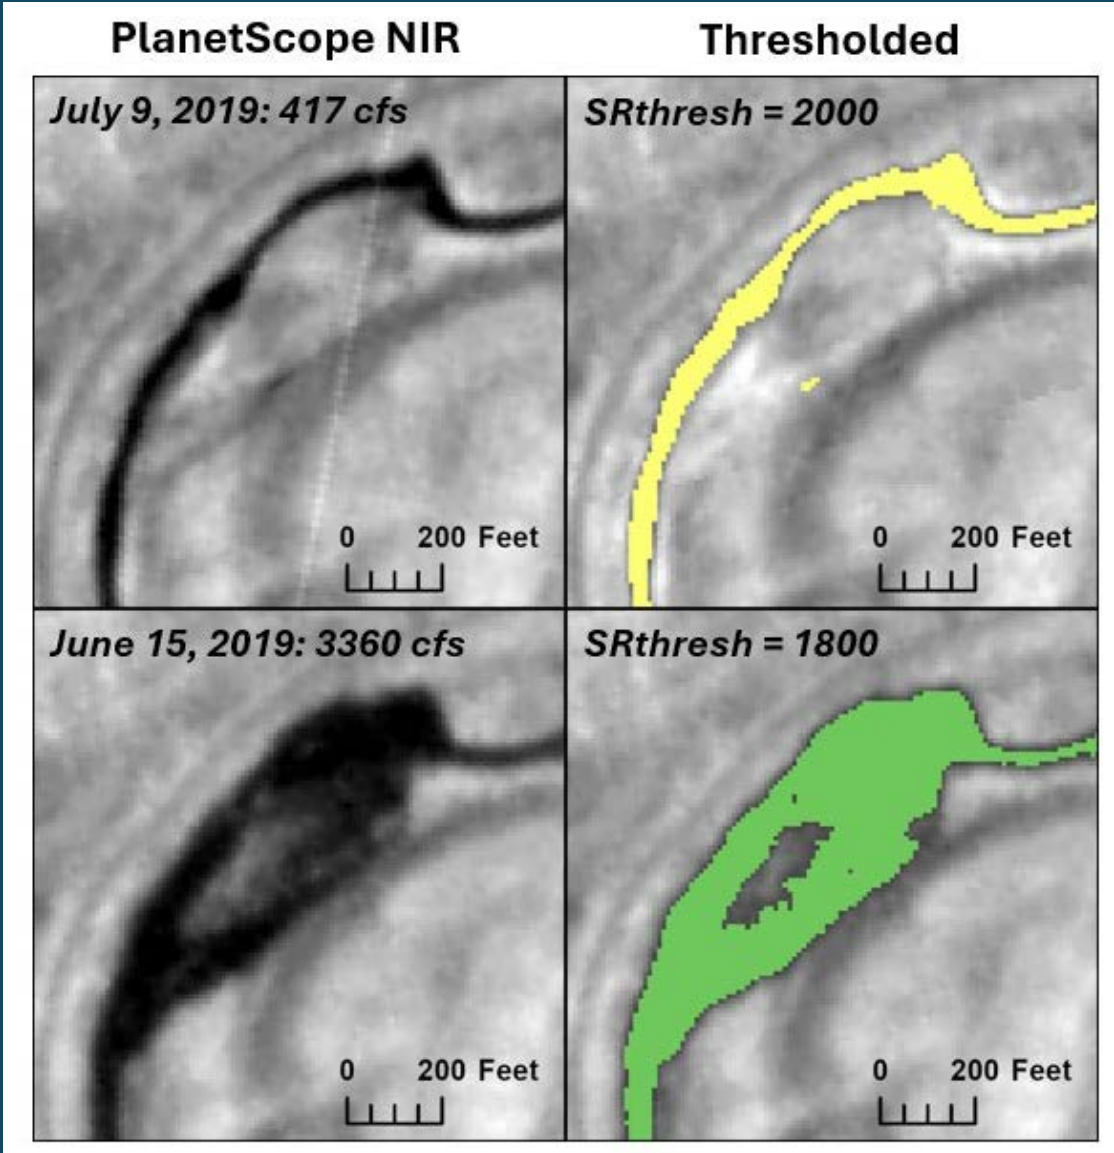 PlanetScope NIR
Thresholded
July 9, 2019: 417 cfs
SRthresh = 2000
0 200 Feet
0 200 Feet
June 15, 2019: 3360 cfs
SRthresh = 1800
0 200 Feet
0 200 Feet